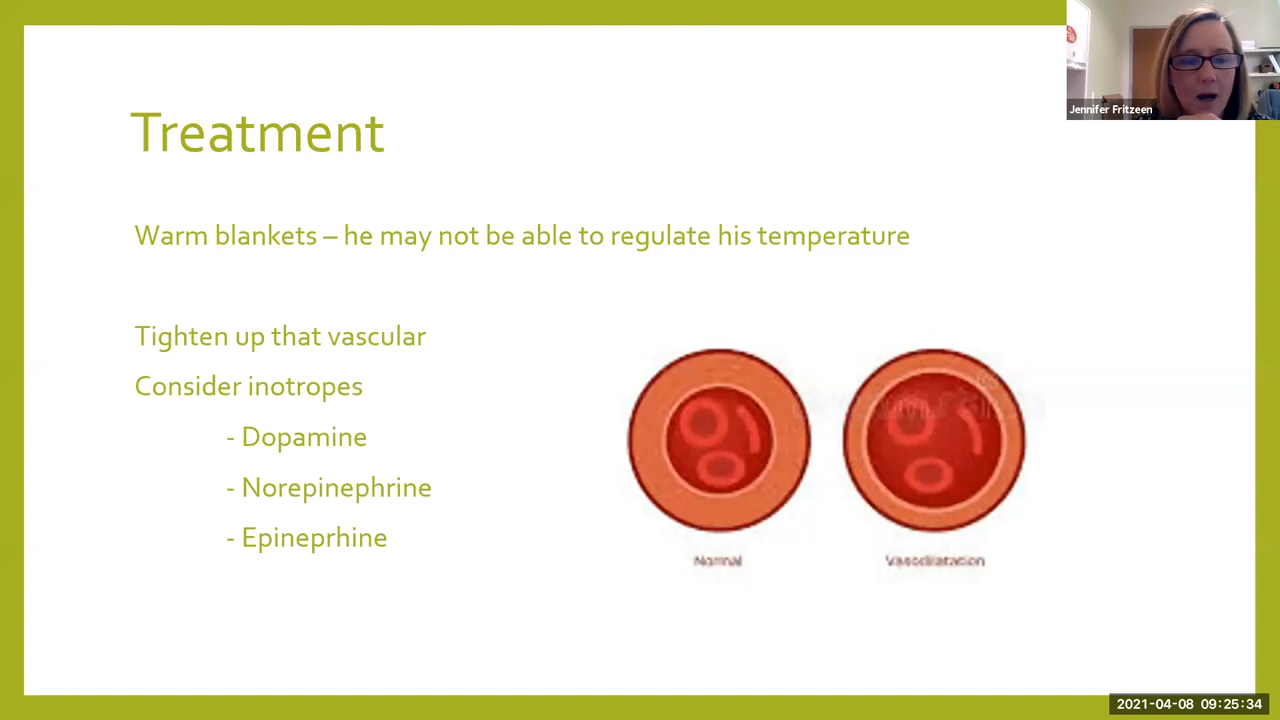 Jennifer Fritzeen
Treatment
Warm blankets – he may not be able to regulate his temperature
Tighten up that vascular
Consider inotropes
- Dopamine
- Norepinephrine
- Epineprhine
Normal
Vasodilatation
2021-04-08 09:25:34